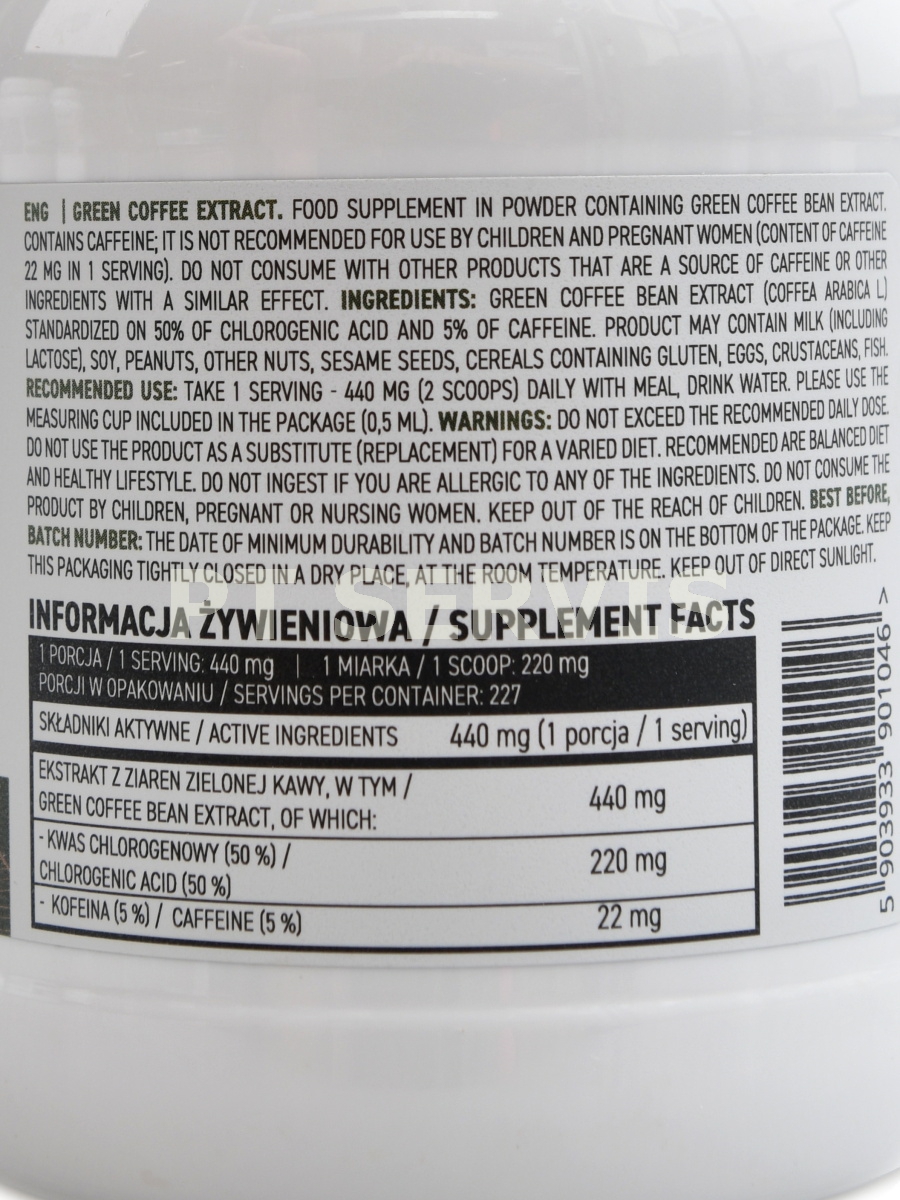 ENG | GREEN COFFEE EXTRACT. FOOD SUPPLEMENT IN POWDER CONTAINING GREEN COFFEE BEAN EXTRACT.
CONTAINS CAFFEINE; IT IS NOT RECOMMENDED FOR USE BY CHILDREN AND PREGNANT WOMEN (CONTENT OF CAFFEINE
22 MG IN 1 SERVING). DO NOT CONSUME WITH OTHER PRODUCTS THAT ARE A SOURCE OF CAFFEINE OR OTHER
INGREDIENTS WITH A SIMILAR EFFECT. INGREDIENTS: GREEN COFFEE BEAN EXTRACT (COFFEA ARABICA L)
STANDARDIZED ON 50% OF CHLOROGENIC ACID AND 5% OF CAFFEINE. PRODUCT MAY CONTAIN MILK (INCLUDING
LACTOSE), SOY, PEANUTS, OTHER NUTS, SESAME SEEDS, CEREALS CONTAINING GLUTEN, EGGS, CRUSTACEANS, FISH.
RECOMMENDED USE: TAKE 1 SERVING - 440 MG (2 SCOOPS) DAILY WITH MEAL, DRINK WATER. PLEASE USE THE
MEASURING CUP INCLUDED IN THE PACKAGE (0,5 ML). WARNINGS: DO NOT EXCEED THE RECOMMENDED DAILY DOSE.
DO NOT USE THE PRODUCT AS A SUBSTITUTE (REPLACEMENT) FOR A VARIED DIET. RECOMMENDED ARE BALANCED DIET
AND HEALTHY LIFESTYLE. DO NOT INGEST IF YOU ARE ALLERGIC TO ANY OF THE INGREDIENTS. DO NOT CONSUME THE
PRODUCT BY CHILDREN, PREGNANT OR NURSING WOMEN. KEEP OUT OF THE REACH OF CHILDREN. BEST BEFORE,
BATCH NUMBER: THE DATE OF MINIMUM DURABILITY AND BATCH NUMBER IS ON THE BOTTOM OF THE PACKAGE. KEEP
THIS PACKAGING TIGHTLY CLOSED IN A DRY PLACE, AT THE ROOM TEMPERATURE. KEEP OUT OF DIRECT SUNLIGHT.
RT SERVIS
INFORMACJA ŻYWIENIOWA / SUPPLEMENT FACTS
1 PORCJA / 1 SERVING: 440 mg | 1 MIARKA / 1 SCOOP: 220 mg
PORCJI W OPAKOWANIU / SERVINGS PER CONTAINER: 227
SKŁADNIKI AKTYWNE / ACTIVE INGREDIENTS 440 mg (1 porcja / 1 serving)
EKSTRAKT Z ZIAREN ZIELONEJ KAWY, W TYM /
GREEN COFFEE BEAN EXTRACT, OF WHICH: 440 mg
- KWAS CHLOROGENOWY (50 %) /
CHLOROGENIC ACID (50 %) 220 mg
- KOFEINA (5 %) / CAFFEINE (5 %) 22 mg
5 903933 901046 >